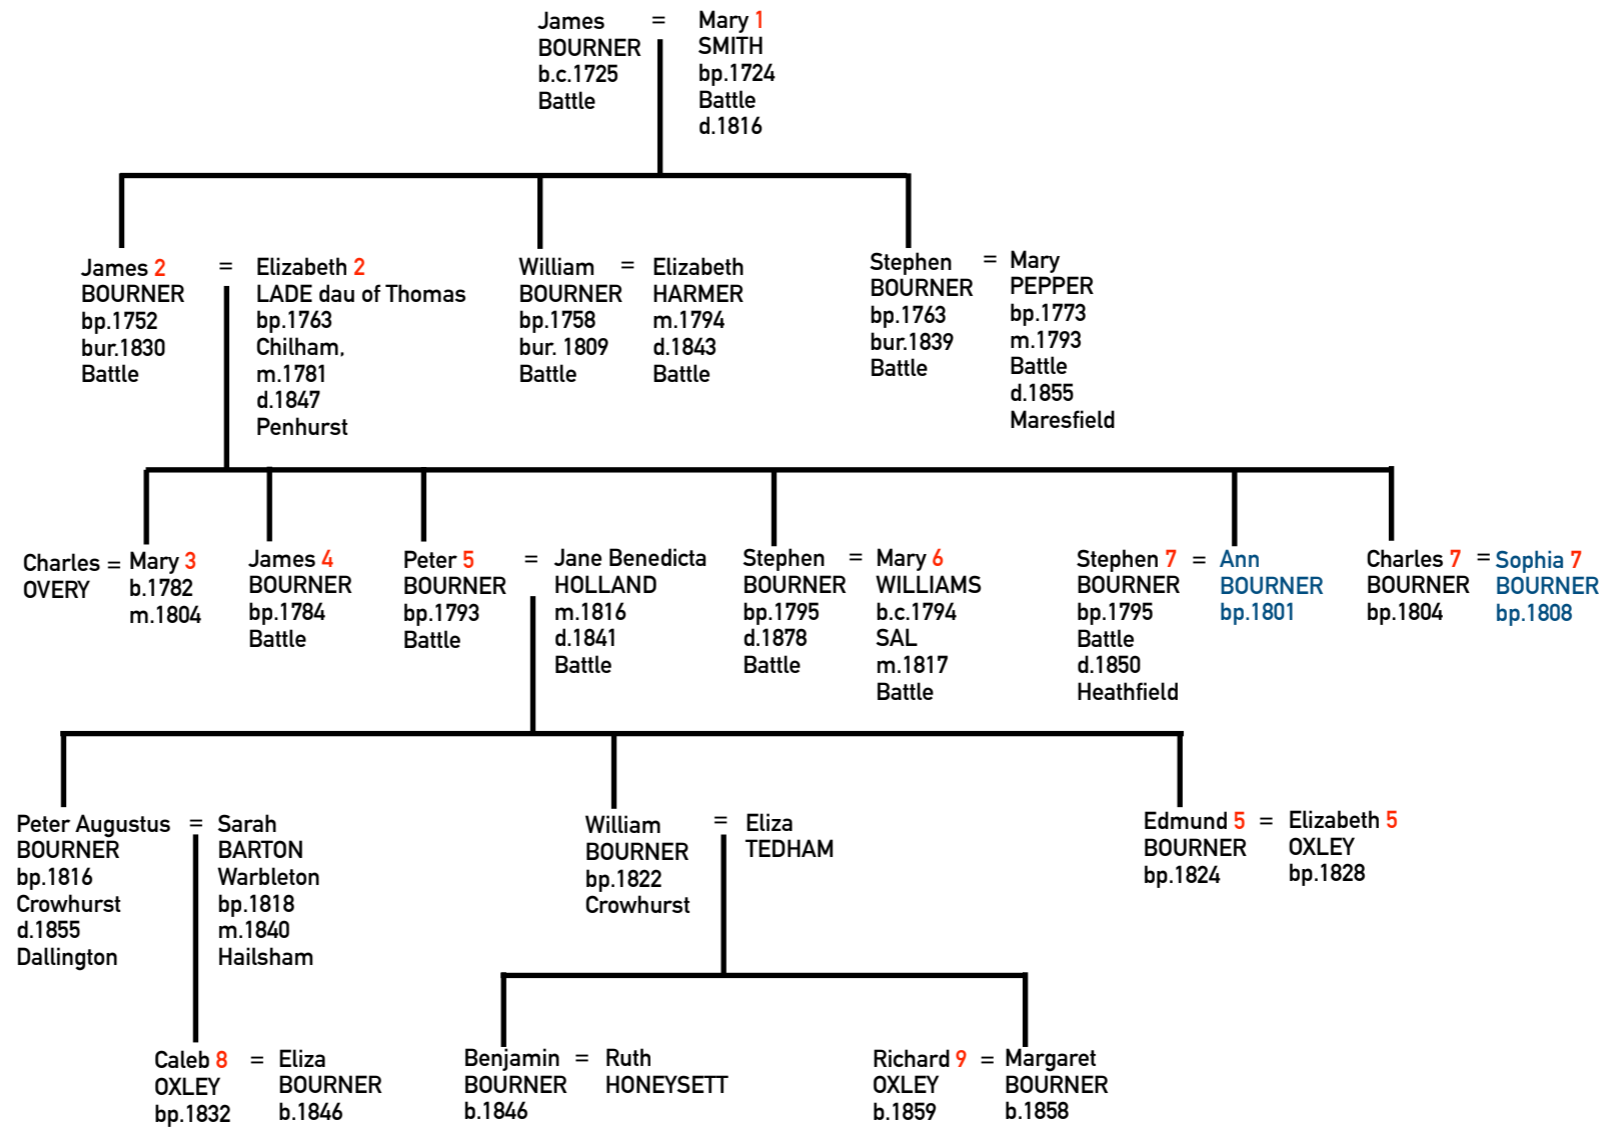 James = Mary 1
BOURNER SMITH
b.c.1725 bp.1724
Battle Battle
d.1816
James 2 = Elizabeth 2
BOURNER LADE dau of Thomas
bp.1752 bp.1763
bur.1830 Chilham,
Battle m.1781
d.1847
Penhurst
William = Elizabeth
BOURNER HARMER
bp.1758 m.1794
bur. 1809 d.1843
Battle Battle
Stephen = Mary
BOURNER PEPPER
bp.1763 bp.1773
bur.1839 m.1793
Battle Battle
d.1855
Maresfield
Charles = Mary 3
OVERY b.1782
m.1804
James 4
BOURNER
bp.1784
Battle
Peter 5 = Jane Benedicta
BOURNER HOLLAND
bp.1793 m.1816
Battle d.1841
Battle
Stephen = Mary 6
BOURNER WILLIAMS
bp.1795 b.c.1794
d.1878 SAL
Battle m.1817
Battle
Stephen 7 = Ann
BOURNER BOURNER
bp.1795 bp.1801
Battle
d.1850
Heathfield
Charles 7 = Sophia 7
BOURNER BOURNER
bp.1804 bp.1808
Peter Augustus = Sarah
BOURNER BARTON
bp.1816 Warbleton
Crowhurst bp.1818
d.1855 m.1840
Dallington Hailsham
William = Eliza
BOURNER TEDHAM
bp.1822
Crowhurst
Edmund 5 = Elizabeth 5
BOURNER OXLEY
bp.1824 bp.1828
Caleb 8 = Eliza
OXLEY BOURNER
bp.1832 b.1846
Benjamin = Ruth
BOURNER HONEYSETT
b.1846
Richard 9 = Margaret
OXLEY BOURNER
b.1859 b.1858